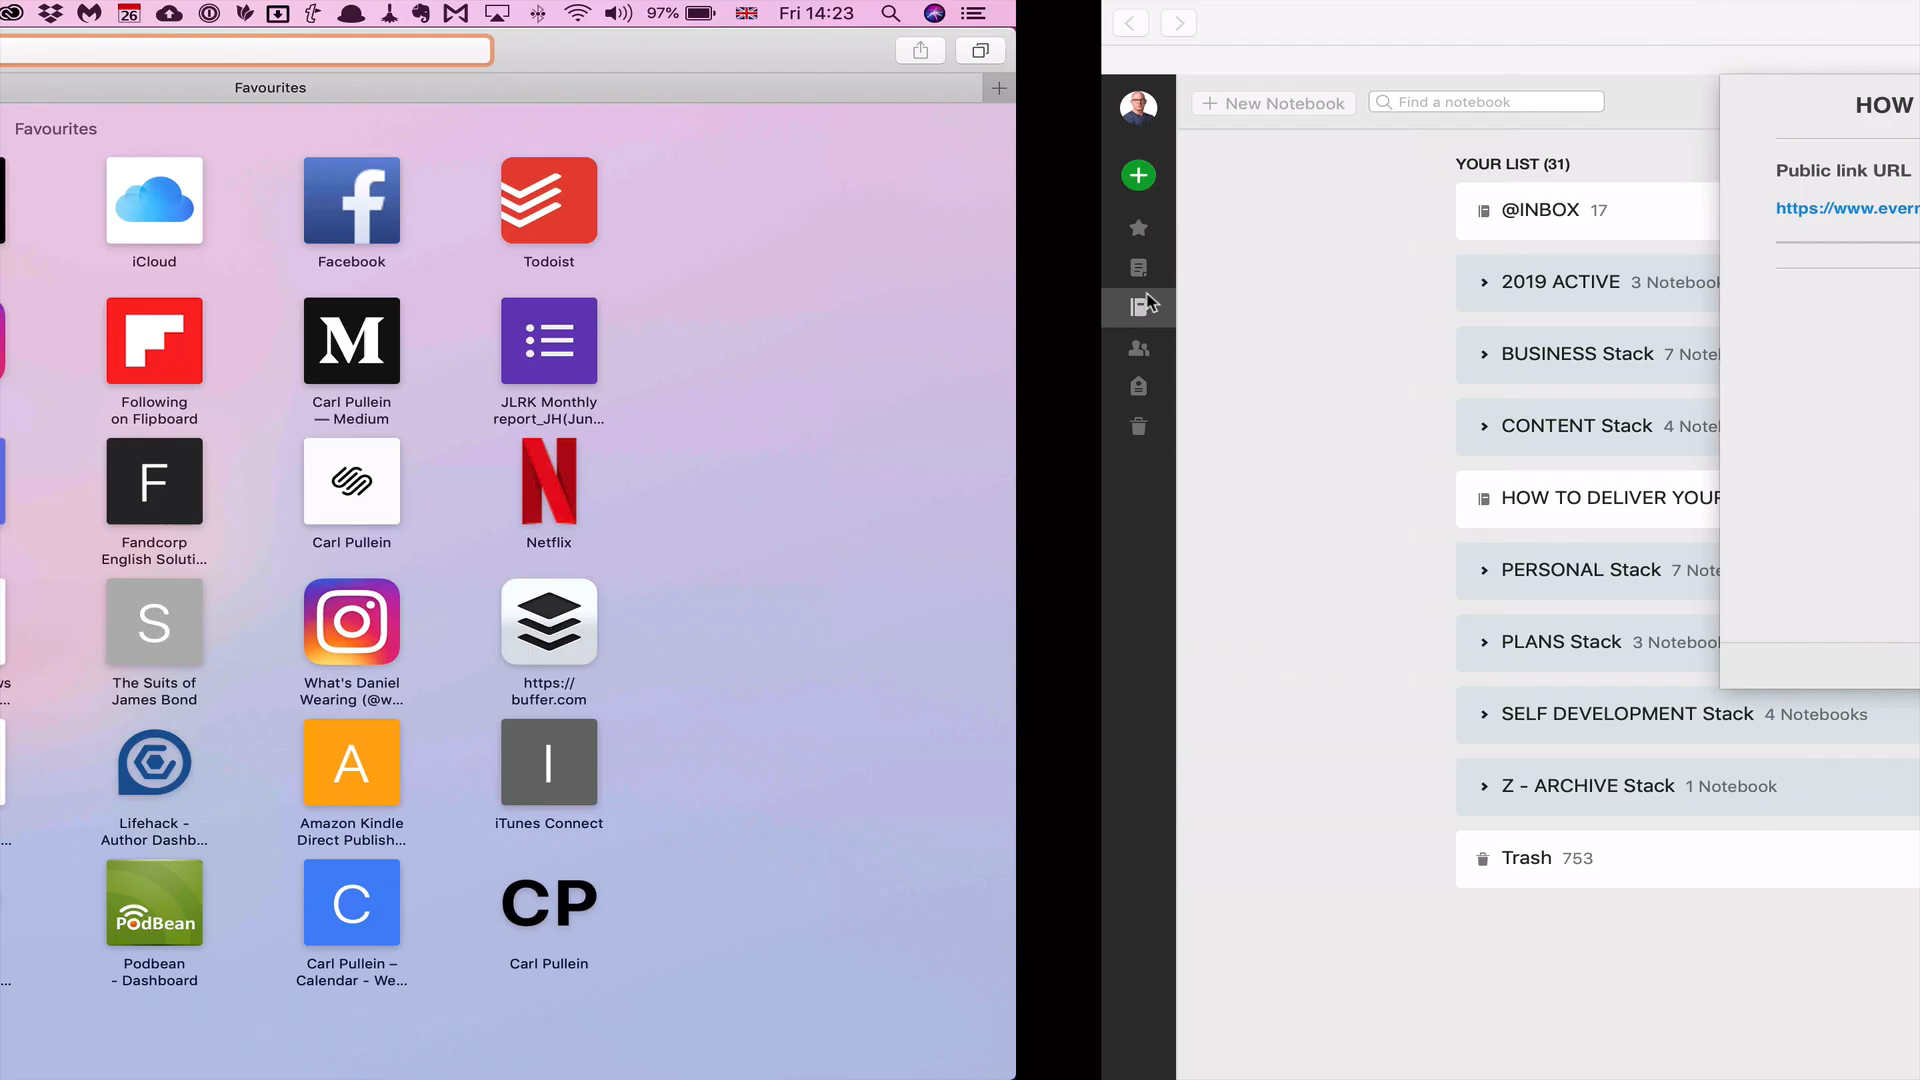 26
97%
Fri 14:23
Favourites
Favourites
iCloud
Facebook
Todoist
Following
on Flipboard
M
Carl Pullein
— Medium
JLRK Monthly
report_JH(Jun...
F
Fandcorp
English Soluti...
Carl Pullein
Netflix
S
ws
...
The Suits of
James Bond
What's Daniel
Wearing (@w...
https://
buffer.com
...
Lifehack -
Author Dashb...
A
Amazon Kindle
Direct Publish...
I
iTunes Connect
...
PodBean
Podbean
- Dashboard
C
Carl Pullein –
Calendar - We...
CP
Carl Pullein
New Notebook
Find a notebook
YOUR LIST (31)
@INBOX 17
2019 ACTIVE 3 Notebook
BUSINESS Stack 7 Note
CONTENT Stack 4 Note
HOW TO DELIVER YOUR
PERSONAL Stack 7 Note
PLANS Stack 3 Notebook
SELF DEVELOPMENT Stack 4 Notebooks
Z - ARCHIVE Stack 1 Notebook
Trash 753
HOW
Public link URL
https://www.evern